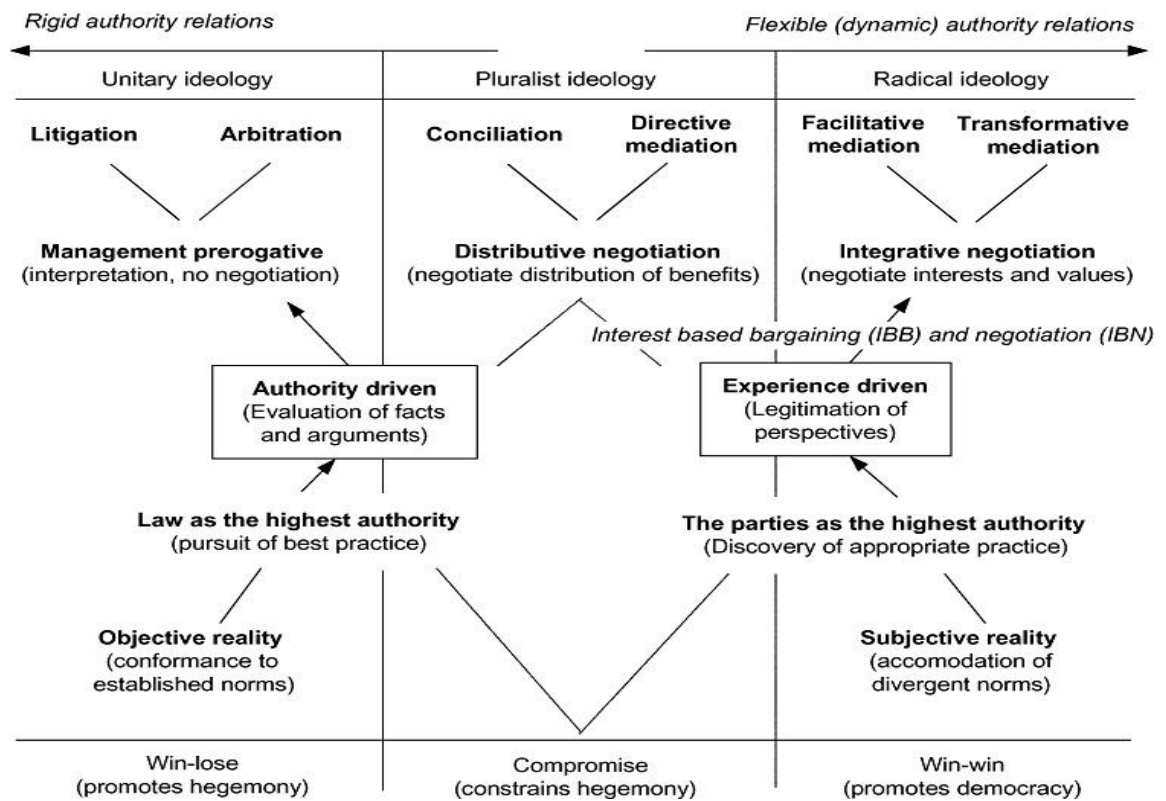 Rigid authority relations
Flexible (dynamic) authority relations
Unitary ideology
Pluralist ideology
Radical ideology
Litigation
Arbitration
Conciliation
Directive
mediation
Facilitative
mediation
Transformative
mediation
Management prerogative
(interpretation, no negotiation)
Distributive negotiation
(negotiate distribution of benefits)
Integrative negotiation
(negotiate interests and values)
Interest based bargaining (IBB) and negotiation (IBN)
Authority driven
(Evaluation of facts
and arguments)
Experience driven
(Legitimation of
perspectives)
Law as the highest authority
(pursuit of best practice)
The parties as the highest authority
(Discovery of appropriate practice)
Objective reality
(conformance to
established norms)
Subjective reality
(accomodation of
divergent norms)
Win-lose
(promotes hegemony)
Compromise
(constrains hegemony)
Win-win
(promotes democracy)